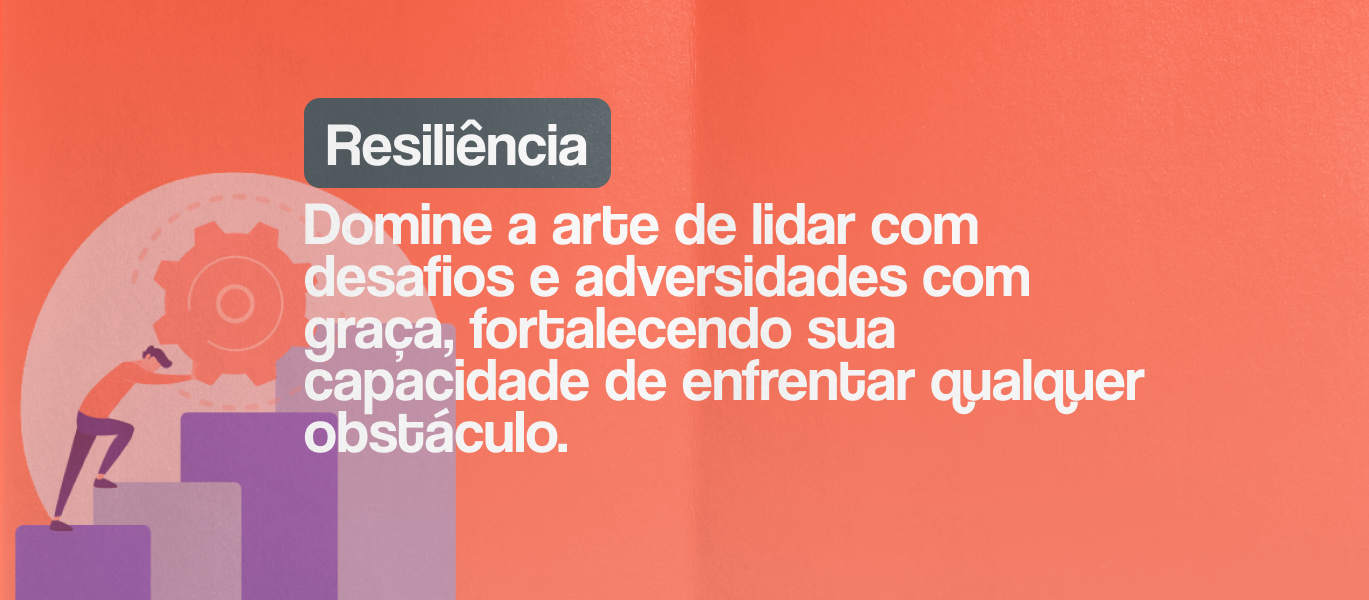 Resiliência
Domine a arte de lidar com
desafios e adversidades com
graça, fortalecendo sua
capacidade de enfrentar qualquer
obstáculo.